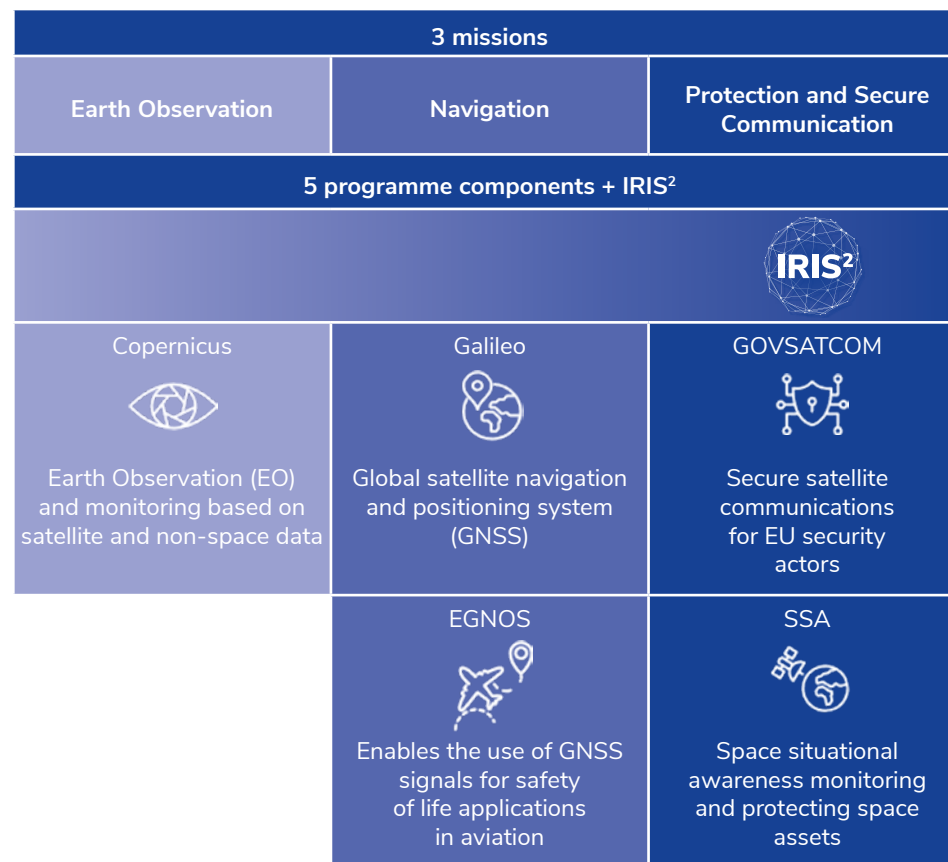 3 missions
Earth Observation
Navigation
Protection and Secure
Communication
5 programme components + IRIS²
IRIS²
Copernicus
Earth Observation (EO)
and monitoring based on
satellite and non-space data
Galileo
Global satellite navigation
and positioning system
(GNSS)
GOVSATCOM
Secure satellite
communications
for EU security
actors
EGNOS
Enables the use of GNSS
signals for safety
of life applications
in aviation
SSA
Space situational
awareness monitoring
and protecting space
assets